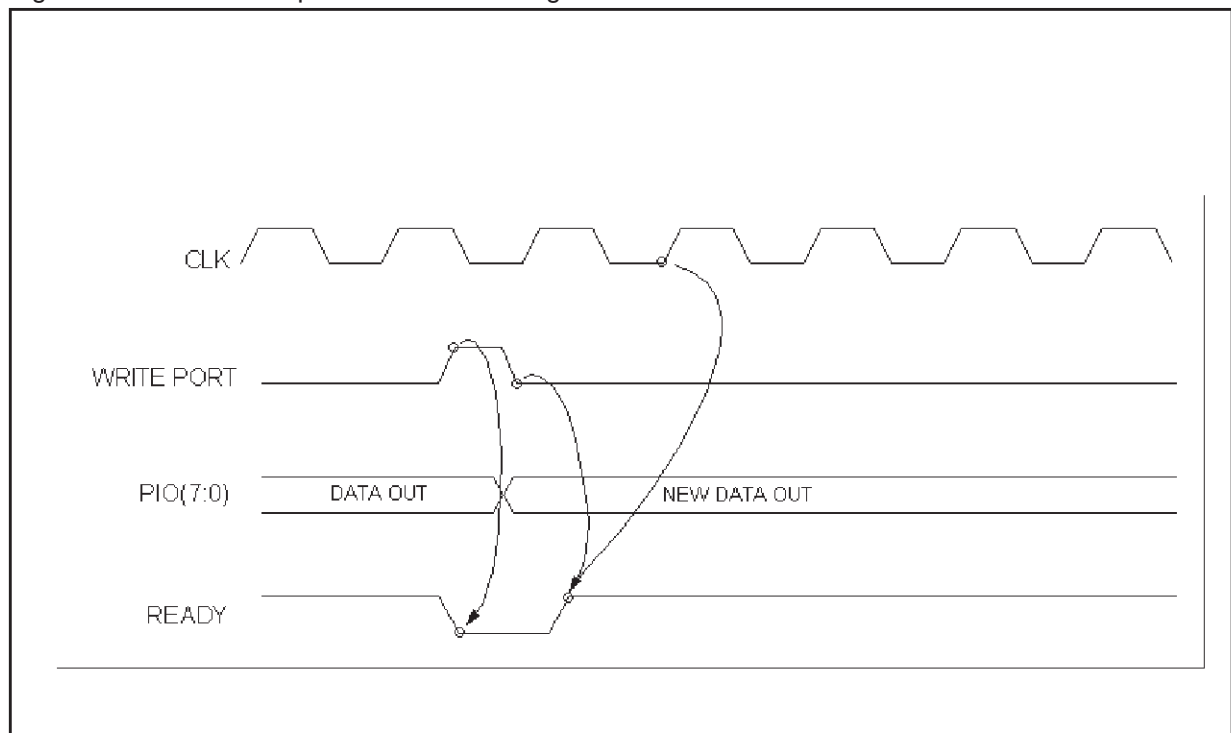 CLK
WRITE PORT
PIO(7:0)
DATA OUT
NEW DATA OUT
READY